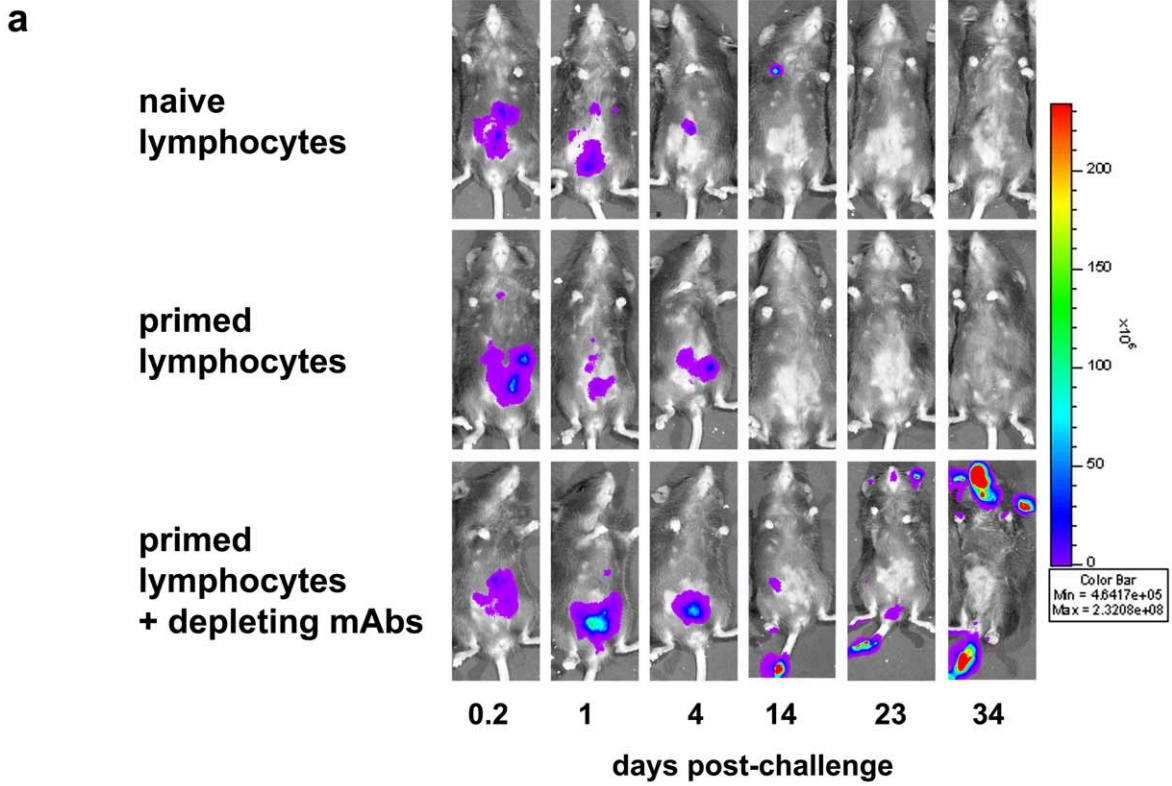 a
naive
lymphocytes
primed
lymphocytes
primed
lymphocytes
+ depleting mAbs
200
150
100
50
0
x10⁶
Color Bar
Min = 4.6417e+05
Max = 2.3208e+08
0.2 1 4 14 23 34
days post-challenge